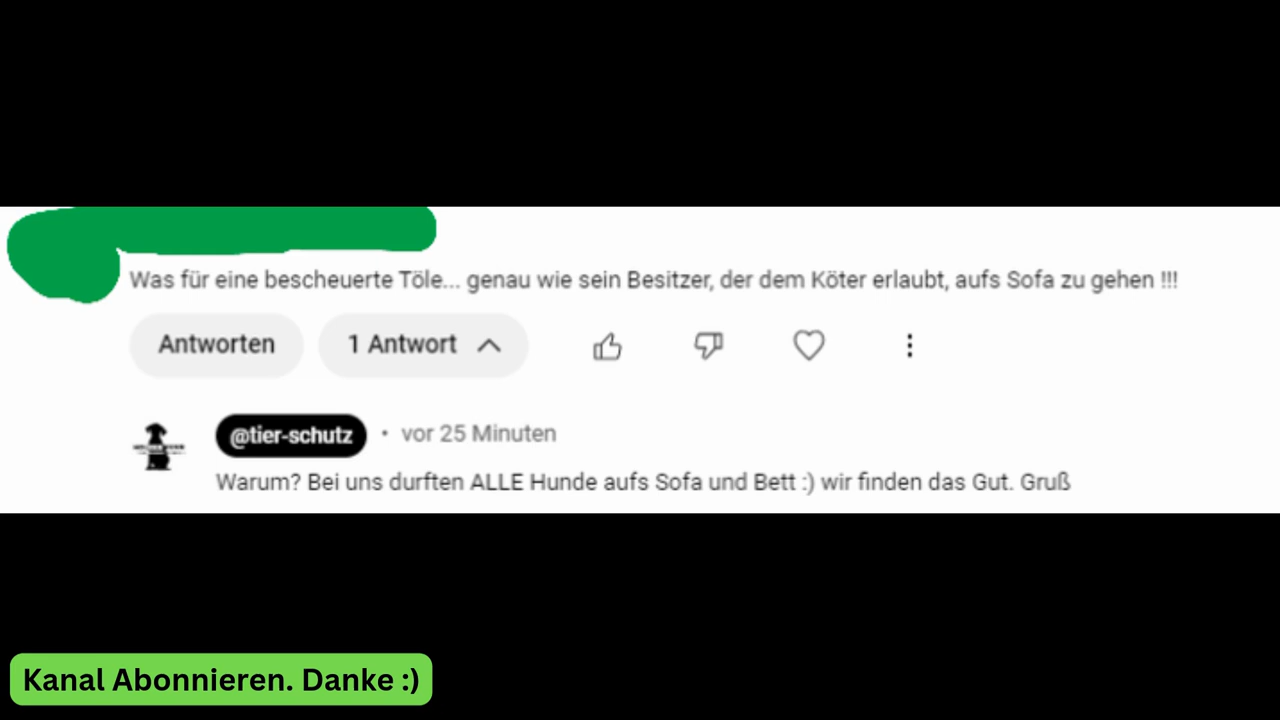 Was für eine bescheuerte Töle... genau wie sein Besitzer, der dem Köter erlaubt, aufs Sofa zu gehen !!!
Antworten 1 Antwort
@tier-schutz • vor 25 Minuten
Warum? Bei uns durften ALLE Hunde aufs Sofa und Bett :) wir finden das Gut. Gruß
Kanal Abonnieren. Danke :)